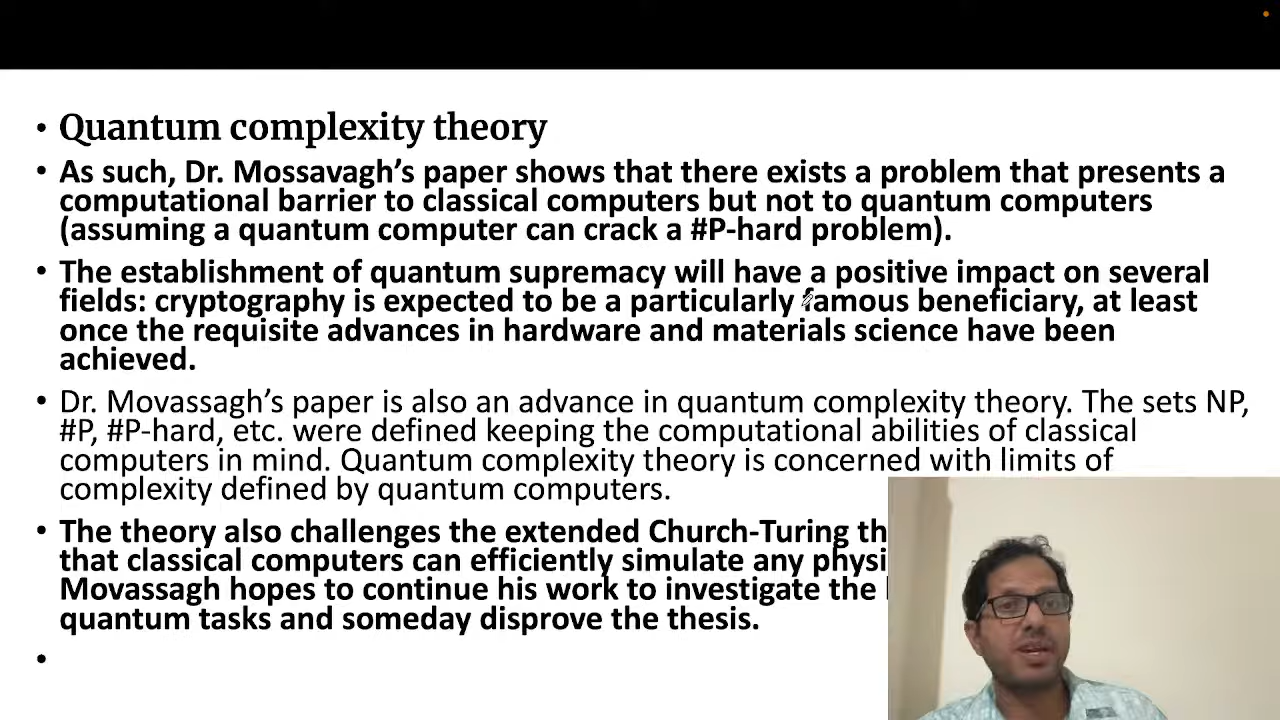 • Quantum complexity theory
• As such, Dr. Mossavagh’s paper shows that there exists a problem that presents a
computational barrier to classical computers but not to quantum computers
(assuming a quantum computer can crack a #P-hard problem).
• The establishment of quantum supremacy will have a positive impact on several
fields: cryptography is expected to be a particularly famous beneficiary, at least
once the requisite advances in hardware and materials science have been
achieved.
• Dr. Movassagh’s paper is also an advance in quantum complexity theory. The sets NP,
#P, #P-hard, etc. were defined keeping the computational abilities of classical
computers in mind. Quantum complexity theory is concerned with limits of
complexity defined by quantum computers.
• The theory also challenges the extended Church-Turing
that classical computers can efficiently simulate any
Movassagh hopes to continue his work to investigate the
quantum tasks and someday disprove the thesis.
•